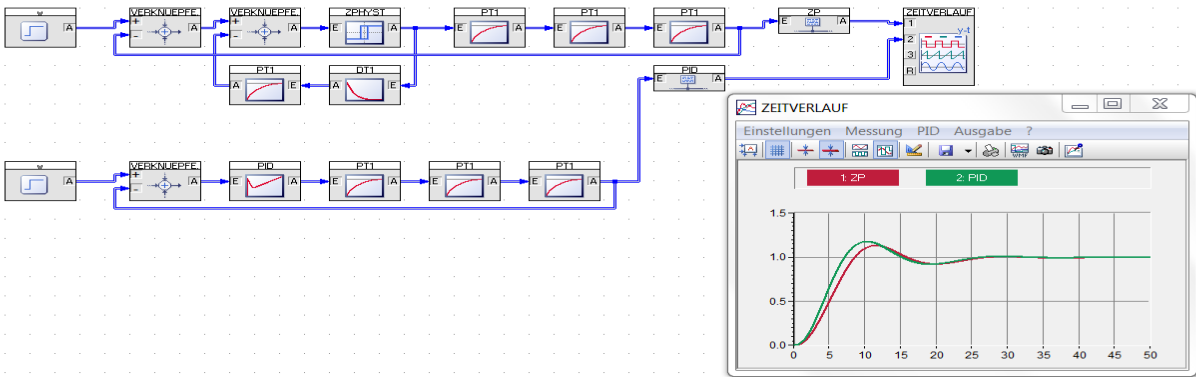 VERKNUEPFE VERKNUEPFE ZPHYST PT1 PT1 PT1 ZP ZEITVERLAUF
w A + - A + - A E A E A E A E A E A 1 2 3 R y-t
PT1 DT1 PID
A E A E E A
w VERKNUEPFE PID PT1 PT1 PT1
A + - A E A E A E A E A
ZEITVERLAUF
Einstellungen Messung PID Ausgabe ?
WMF
1: ZP 2: PID
1.5
1.0
0.5
0.0
0 5 10 15 20 25 30 35 40 45 50